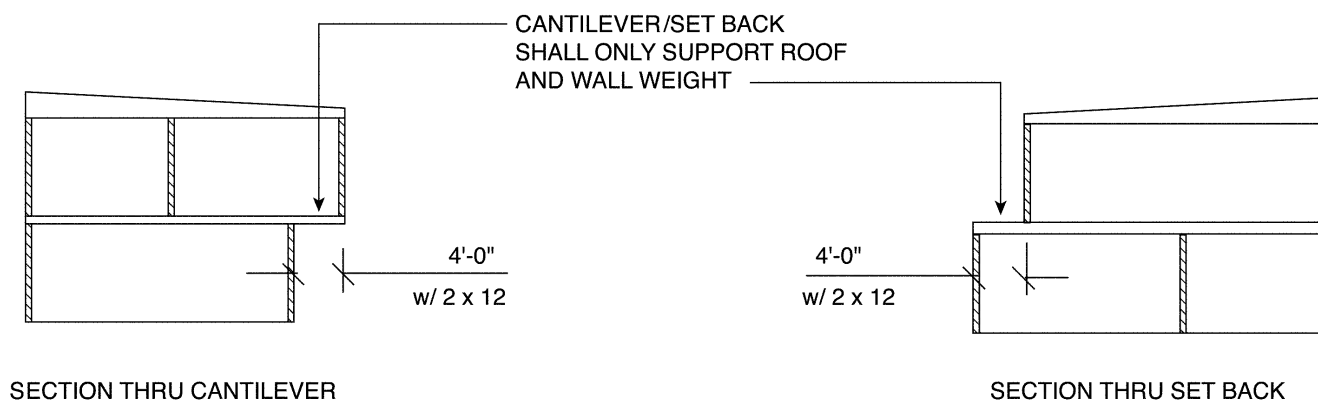 CANTILEVER/SET BACK
SHALL ONLY SUPPORT ROOF
AND WALL WEIGHT
4'-0"
w/ 2 x 12
4'-0"
w/ 2 x 12
SECTION THRU CANTILEVER
SECTION THRU SET BACK